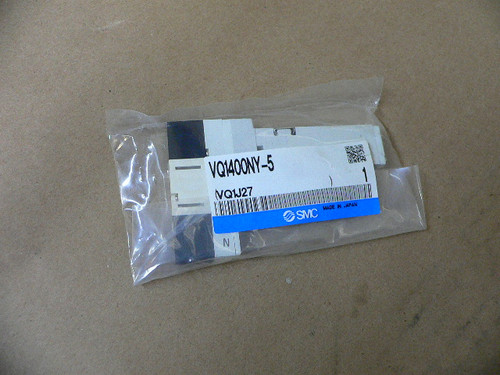 VQ1400NY-5
VQ1J27 ) 1
SMC MADE IN JAPAN
N